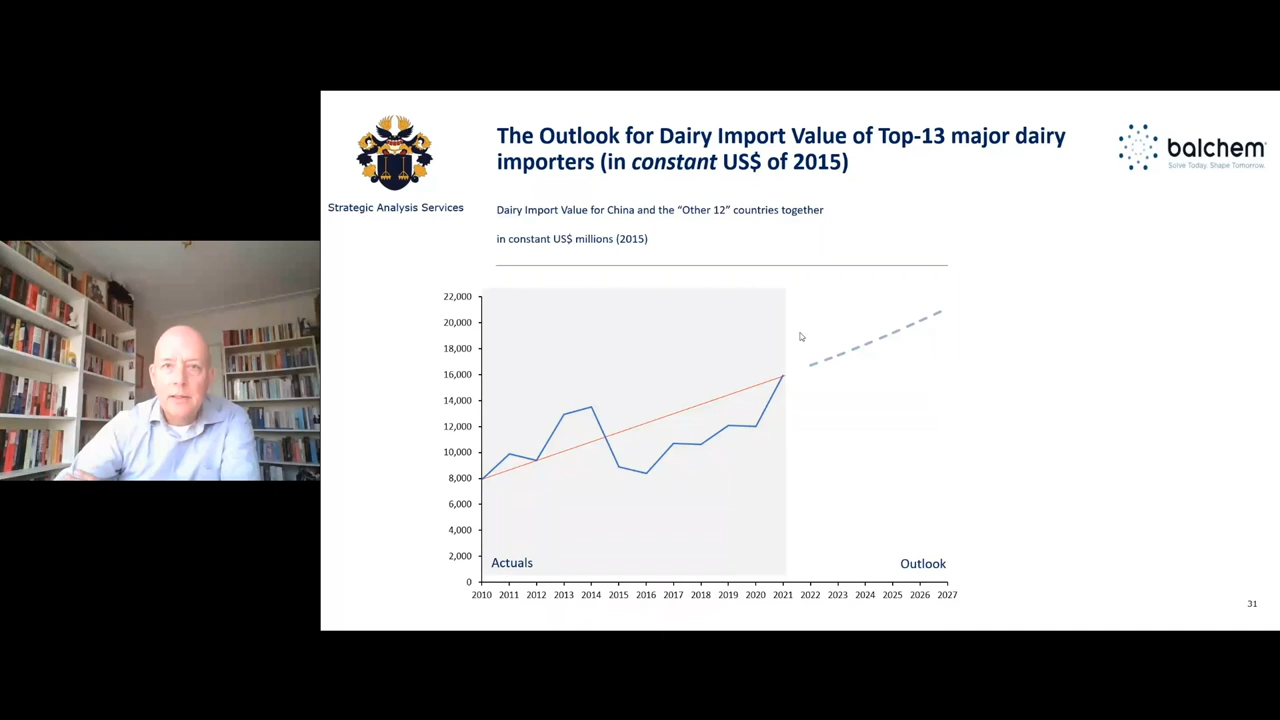 The Outlook for Dairy Import Value of Top-13 major dairy
importers (in constant US$ of 2015)
balchem
Solve Today. Shape Tomorrow.
Strategic Analysis Services
Dairy Import Value for China and the “Other 12” countries together
in constant US$ millions (2015)
22,000
20,000
18,000
16,000
14,000
12,000
10,000
8,000
6,000
4,000
2,000
0
Actuals
Outlook
2010 2011 2012 2013 2014 2015 2016 2017 2018 2019 2020 2021 2022 2023 2024 2025 2026 2027
31